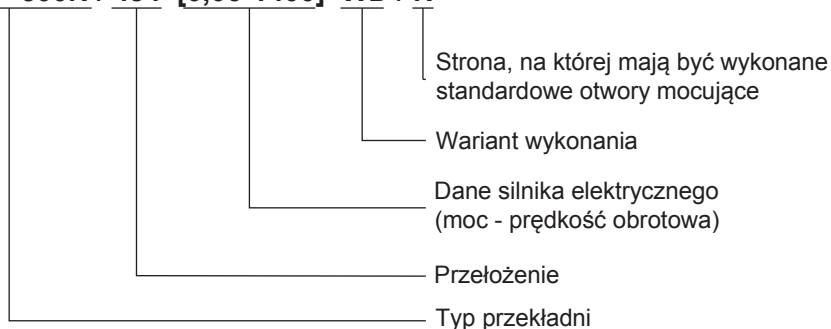 Strona, na której mają być wykonane
standardowe otwory mocujące
Wariant wykonania
Dane silnika elektrycznego
(moc - prędkość obrotowa)
Przełożenie
Typ przekładni